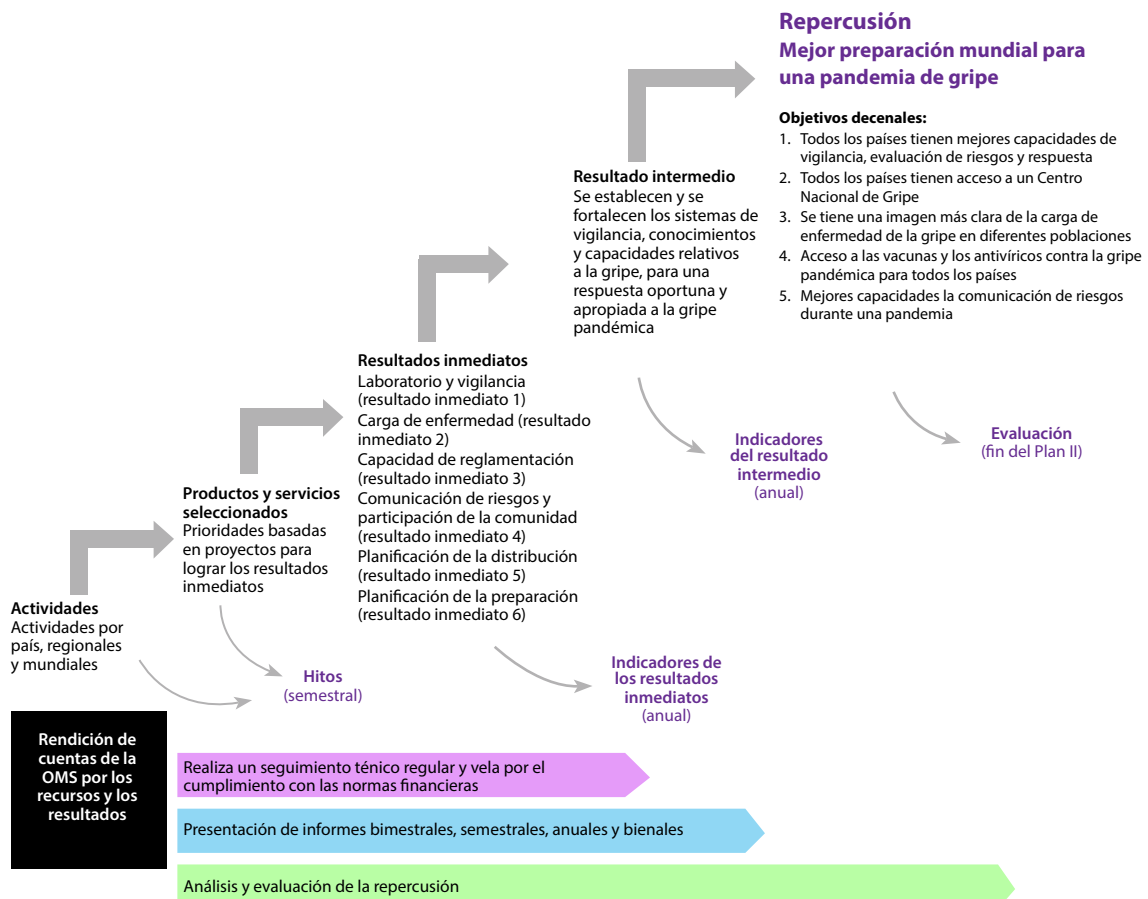 Repercusión
Mejor preparación mundial para
una pandemia de gripe
Objetivos decenales:
1. Todos los países tienen mejores capacidades de
vigilancia, evaluación de riesgos y respuesta
2. Todos los países tienen acceso a un Centro
Nacional de Gripe
3. Se tiene una imagen más clara de la carga de
enfermedad de la gripe en diferentes poblaciones
4. Acceso a las vacunas y los antivíricos contra la gripe
pandémica para todos los países
5. Mejores capacidades la comunicación de riesgos
durante una pandemia
Resultado intermedio
Se establecen y se
fortalecen los sistemas de
vigilancia, conocimientos
y capacidades relativos
a la gripe, para una
respuesta oportuna y
apropiada a la gripe
pandémica
Resultados inmediatos
Laboratorio y vigilancia
(resultado inmediato 1)
Carga de enfermedad (resultado
inmediato 2)
Capacidad de reglamentación
(resultado inmediato 3)
Comunicación de riesgos y
participación de la comunidad
(resultado inmediato 4)
Planificación de la distribución
(resultado inmediato 5)
Planificación de la preparación
(resultado inmediato 6)
Productos y servicios
seleccionados
Prioridades basadas
en proyectos para
lograr los resultados
inmediatos
Actividades
Actividades por
país, regionales
y mundiales
Hitos
(semestral)
Indicadores de
los resultados
inmediatos
(anual)
Indicadores
del resultado
intermedio
(anual)
Evaluación
(fin del Plan II)
Rendición de
cuentas de la
OMS por los
recursos y los
resultados
Realiza un seguimiento ténico regular y vela por el
cumplimiento con las normas financieras
Presentación de informes bimestrales, semestrales, anuales y bienales
Análisis y evaluación de la repercusión